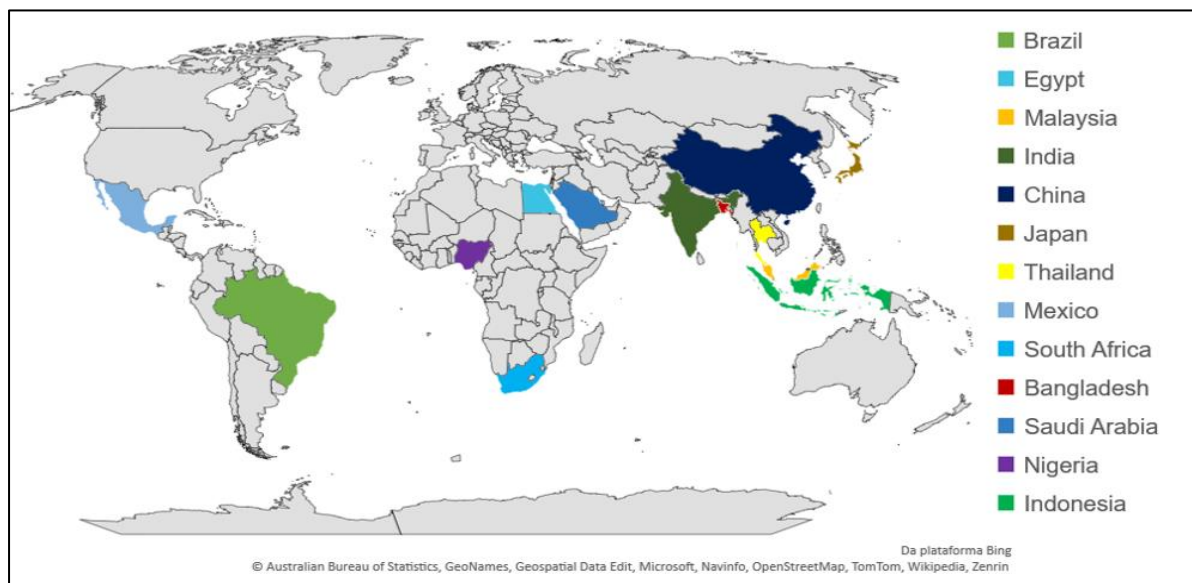 Brazil
Egypt
Malaysia
India
China
Japan
Thailand
Mexico
South Africa
Bangladesh
Saudi Arabia
Nigeria
Indonesia
Da plataforma Bing
© Australian Bureau of Statistics, GeoNames, Geospatial Data Edit, Microsoft, Navinfo, OpenStreetMap, TomTom, Wikipedia, Zenrin